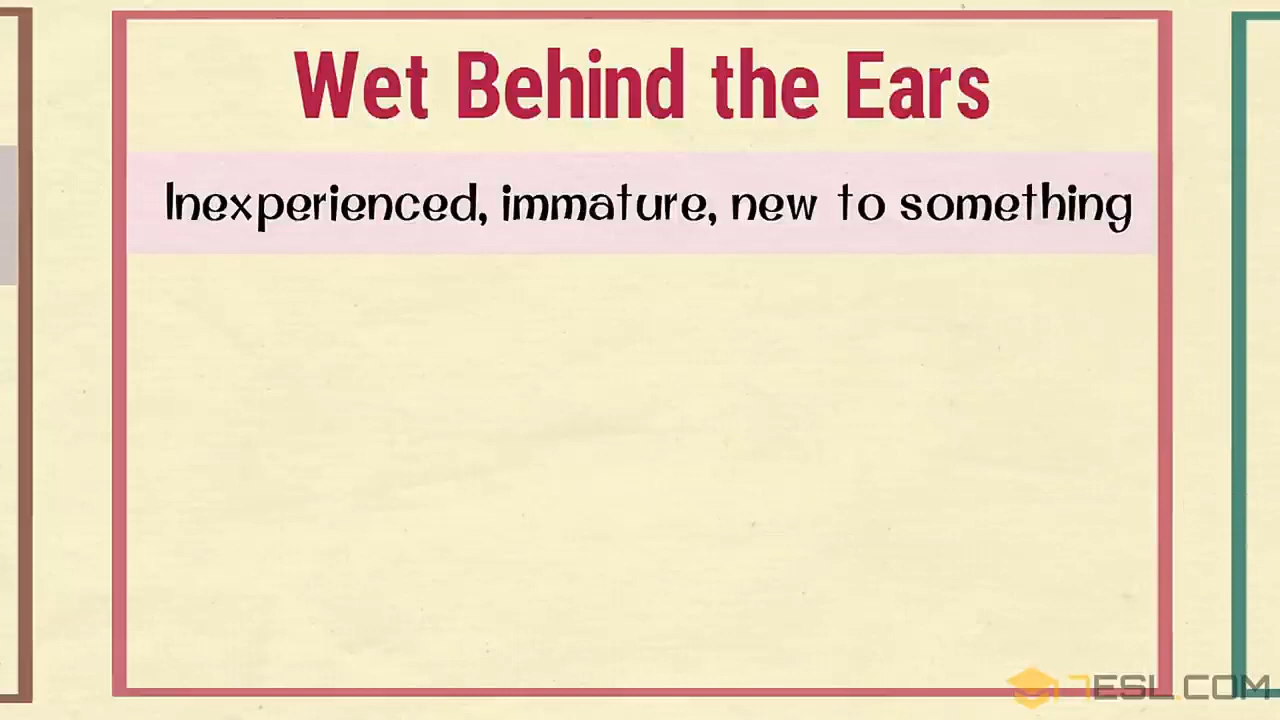 Wet Behind the Ears
Inexperienced, immature, new to something
7ESL.COM